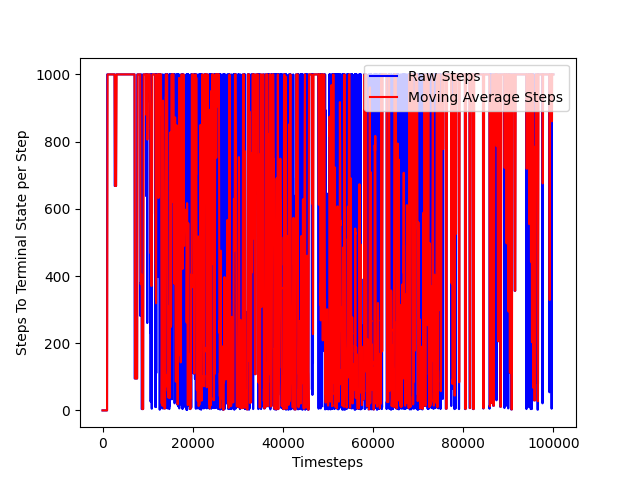 Raw Steps
Moving Average Steps
1000
800
600
400
200
0
Steps To Terminal State per Step
0 20000 40000 60000 80000 100000
Timesteps